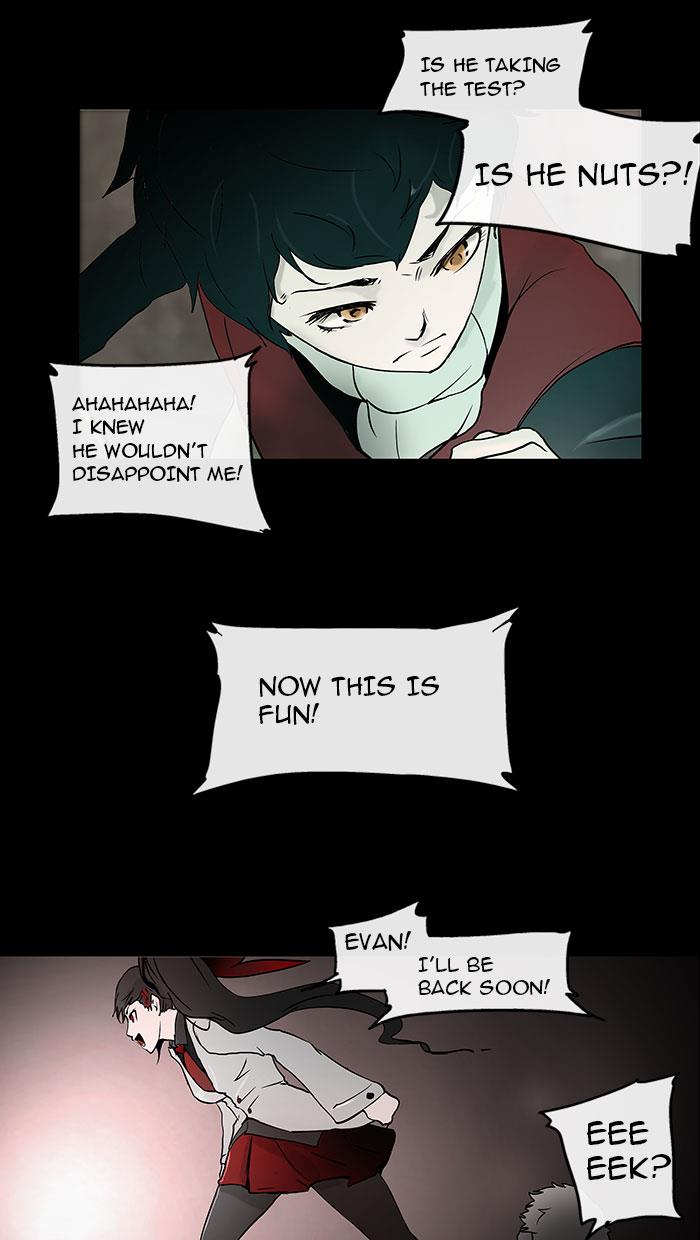 IS HE TAKING
THE TEST?
IS HE NUTS?!
AHAHAHAHA!
I KNEW
HE WOULDN'T
DISAPPOINT ME!
NOW THIS IS
FUN!
EVAN!
I'LL BE
BACK SOON!
EEE
EEK?